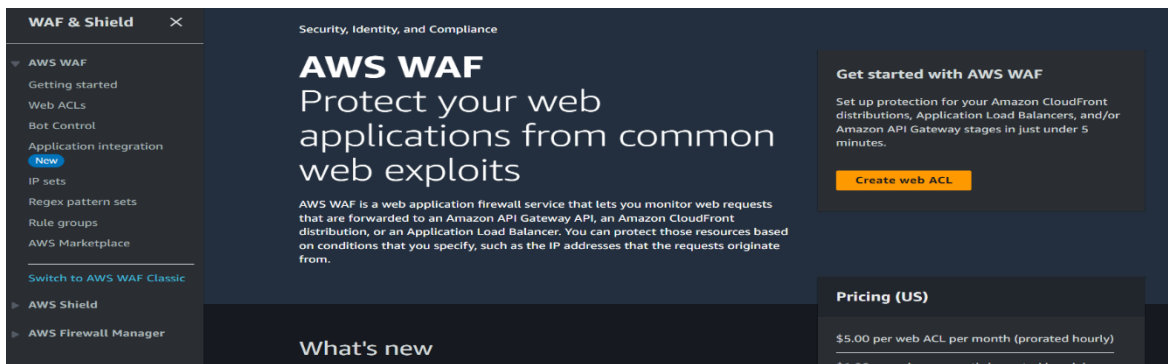 WAF & Shield
AWS WAF
Getting started
Web ACLs
Bot Control
Application integration
New
IP sets
Regex pattern sets
Rule groups
AWS Marketplace
Switch to AWS WAF Classic
AWS Shield
AWS Firewall Manager
Security, Identity, and Compliance
AWS WAF
Protect your web
applications from common
web exploits
AWS WAF is a web application firewall service that lets you monitor web requests
that are forwarded to an Amazon API Gateway API, an Amazon CloudFront
distribution, or an Application Load Balancer. You can protect those resources based
on conditions that you specify, such as the IP addresses that the requests originate
from.
What's new
Get started with AWS WAF
Set up protection for your Amazon CloudFront
distributions, Application Load Balancers, and/or
Amazon API Gateway stages in just under 5
minutes.
Create web ACL
Pricing (US)
$5.00 per web ACL per month (prorated hourly)